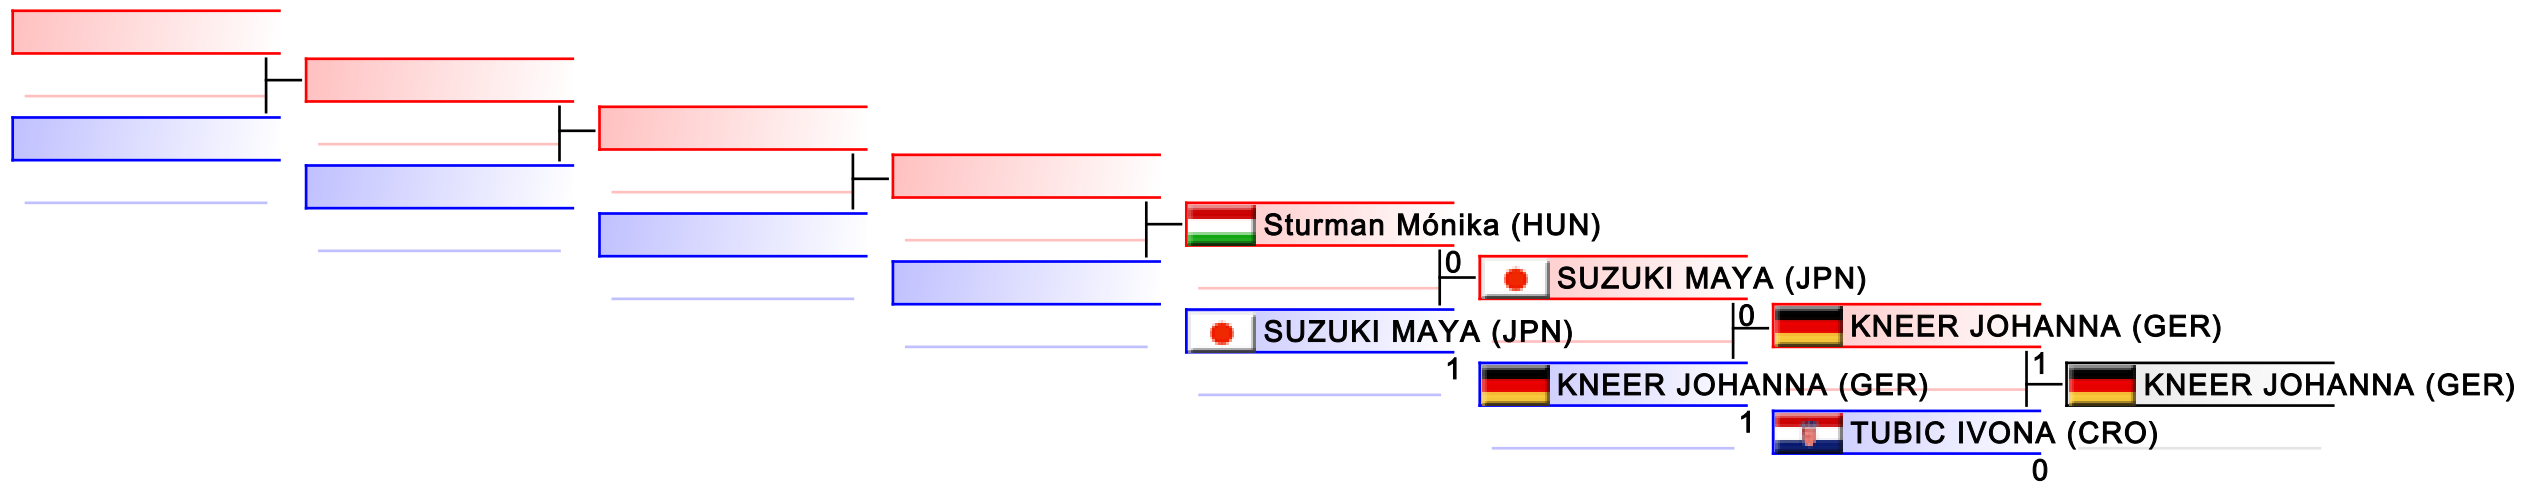 Sturman Mónika (HUN)
0
SUZUKI MAYA (JPN)
1
SUZUKI MAYA (JPN)
0
KNEER JOHANNA (GER)
1
KNEER JOHANNA (GER)
1
TUBIC IVONA (CRO)
0
KNEER JOHANNA (GER)